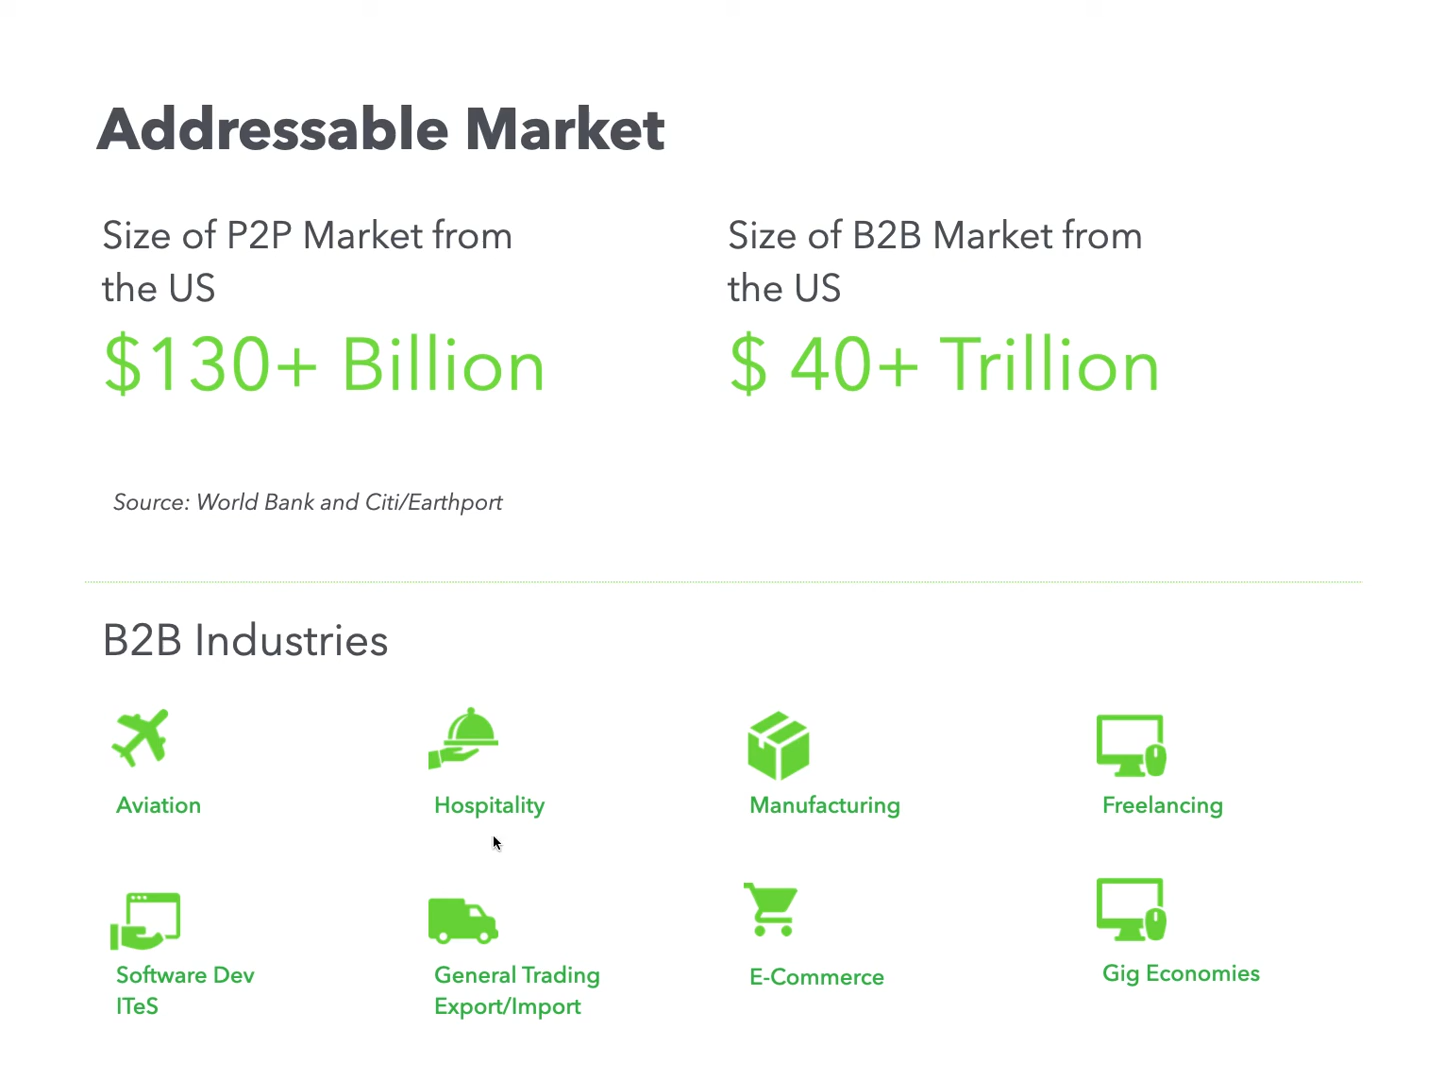 Addressable Market
Size of P2P Market from
the US
$130+ Billion
Size of B2B Market from
the US
$ 40+ Trillion
Source: World Bank and Citi/Earthport
B2B Industries
Aviation
Hospitality
Manufacturing
Freelancing
Software Dev
ITeS
General Trading
Export/Import
E-Commerce
Gig Economies